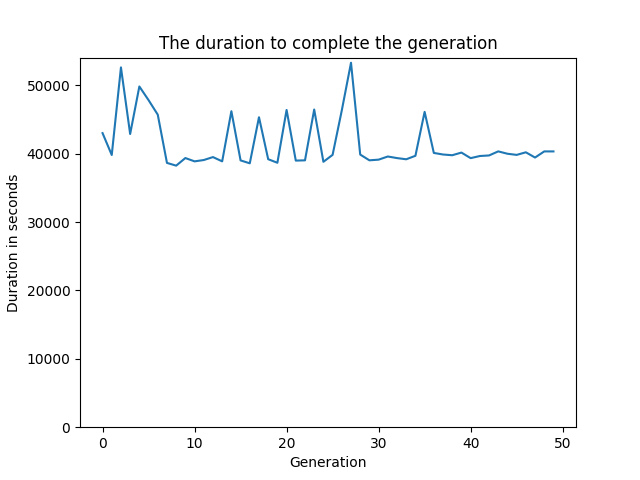 The duration to complete the generation
50000
40000
30000
20000
10000
0
Duration in seconds
0 10 20 30 40 50
Generation